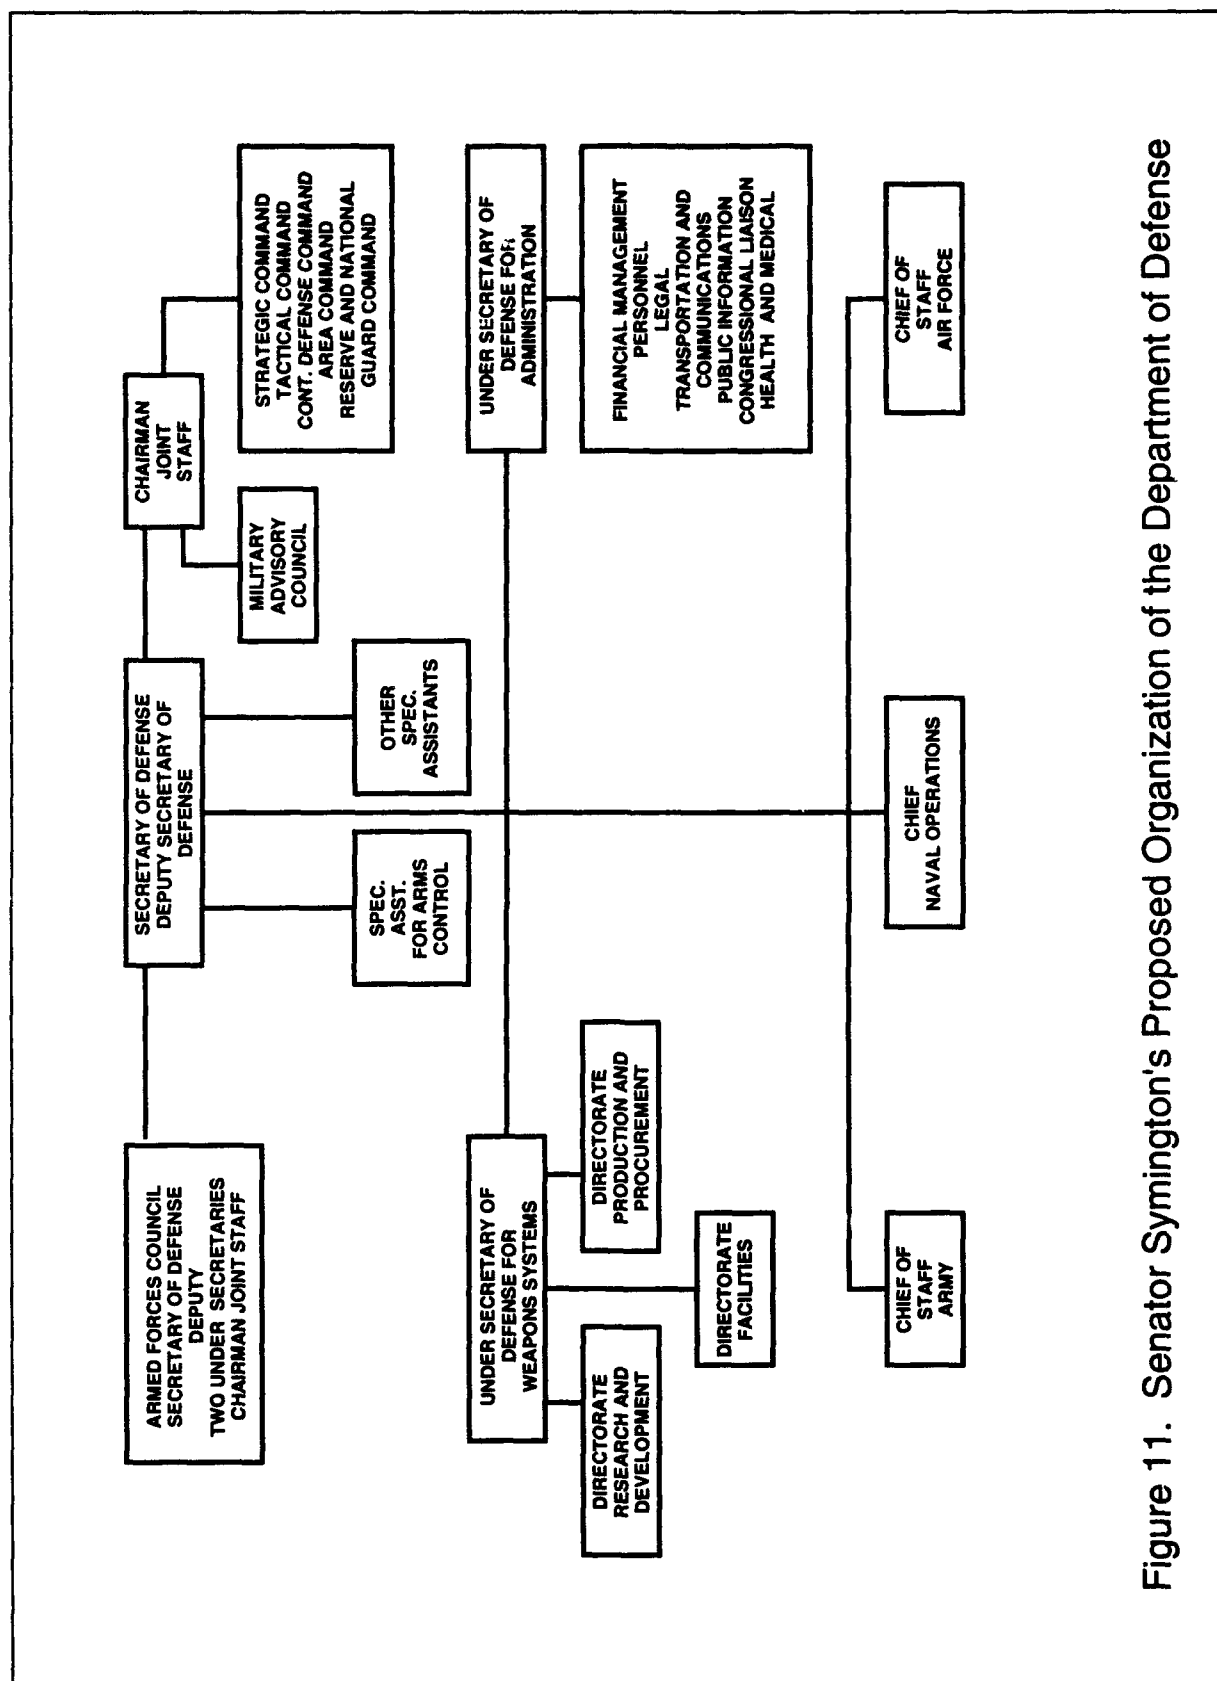 ARMED FORCES COUNCIL
SECRETARY OF DEFENSE
DEPUTY
TWO UNDER SECRETARIES
CHAIRMAN JOINT STAFF
SECRETARY OF DEFENSE
DEPUTY SECRETARY OF
DEFENSE
CHAIRMAN
JOINT
STAFF
MILITARY
ADVISORY
COUNCIL
STRATEGIC COMMAND
TACTICAL COMMAND
CONT. DEFENSE COMMAND
AREA COMMAND
RESERVE AND NATIONAL
GUARD COMMAND
SPEC.
ASST.
FOR ARMS
CONTROL
OTHER
SPEC.
ASSISTANTS
UNDER SECRETARY OF
DEFENSE FOR
WEAPONS SYSTEMS
UNDER SECRETARY OF
DEFENSE FOR
ADMINISTRATION
DIRECTORATE
RESEARCH AND
DEVELOPMENT
DIRECTORATE
PRODUCTION AND
PROCUREMENT
FINANCIAL MANAGEMENT
PERSONNEL
LEGAL
TRANSPORTATION AND
COMMUNICATIONS
PUBLIC INFORMATION
CONGRESSIONAL LIAISON
HEALTH AND MEDICAL
DIRECTORATE
FACILITIES
CHIEF OF
STAFF
ARMY
CHIEF
NAVAL OPERATIONS
CHIEF OF
STAFF
AIR FORCE
Figure 11. Senator Symington's Proposed Organization of the Department of Defense